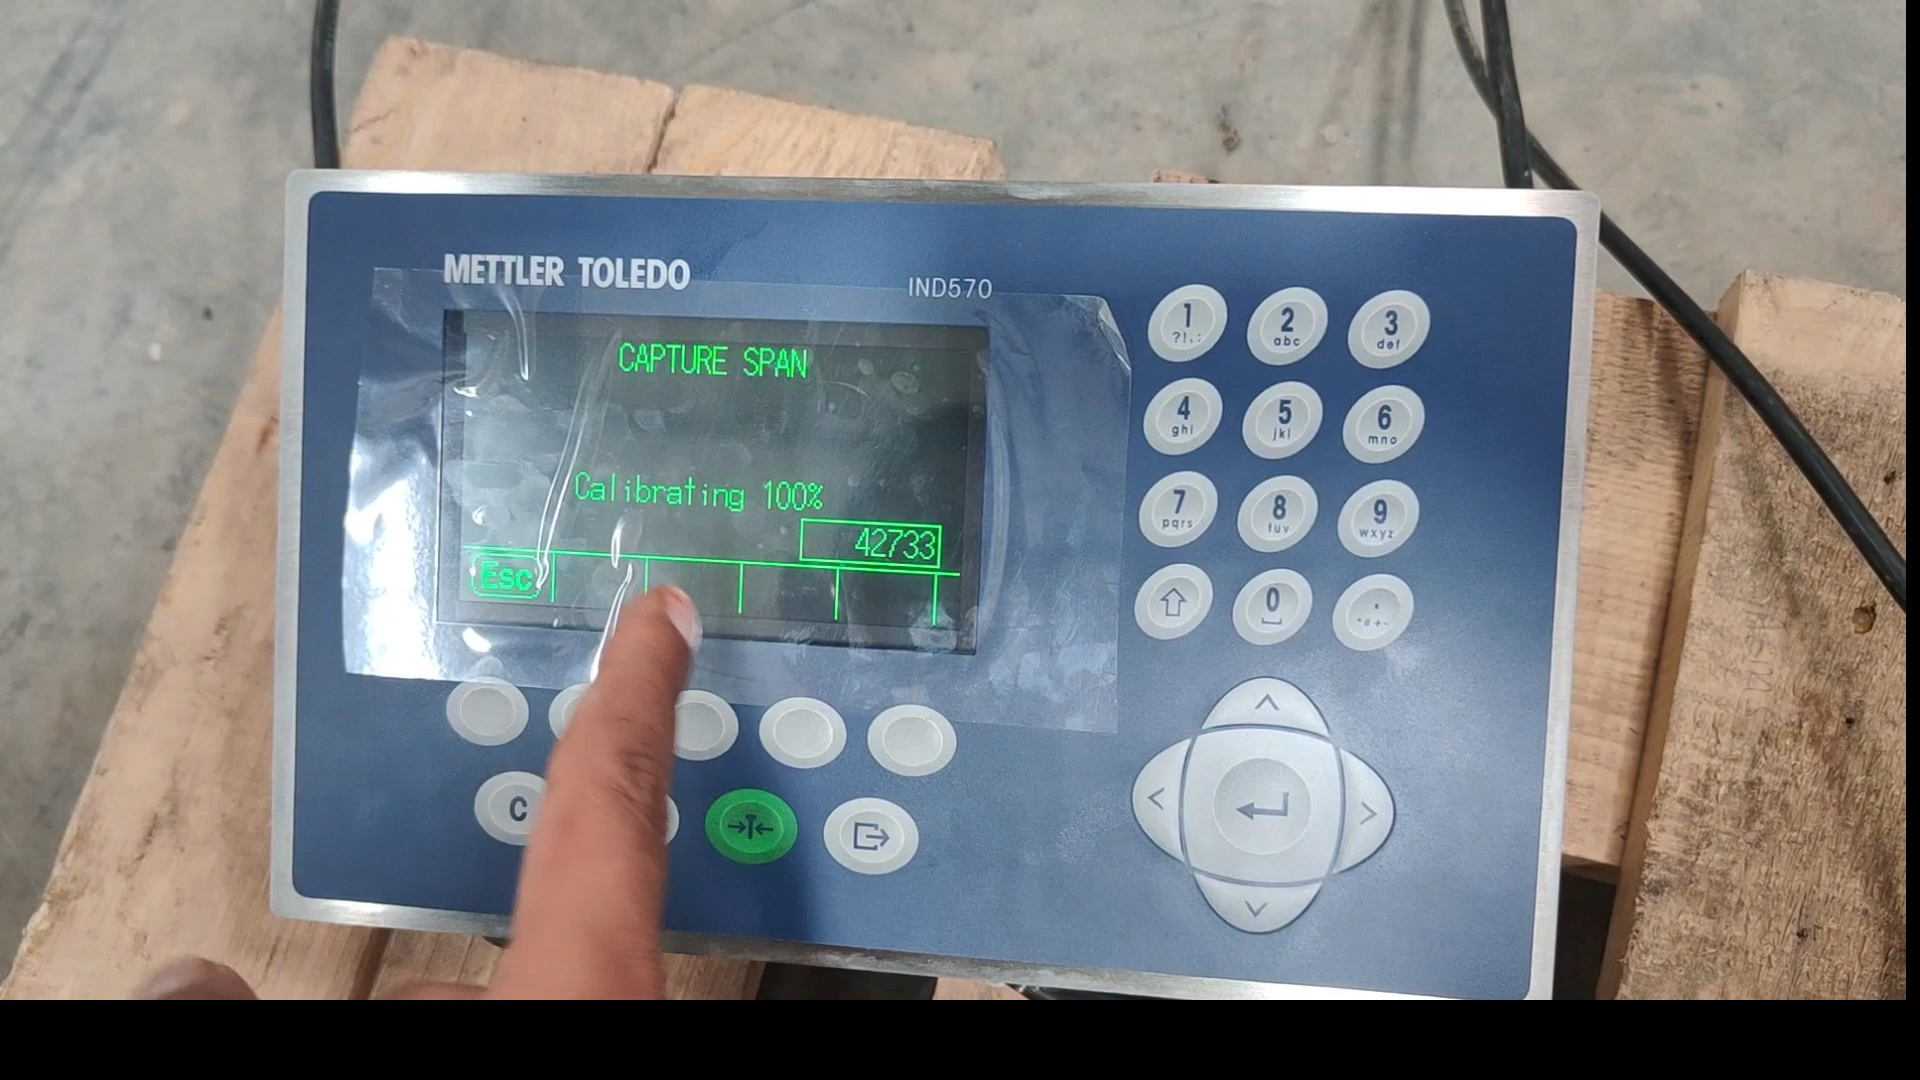 METTLER TOLEDO
IND570
CAPTURE SPAN
Calibrating 100%
42733
Esc
1 2 3
?!,: abc def
4 5 6
ghi jkl mno
7 8 9
pqrs tuv wxyz
0 .
*#+-
C